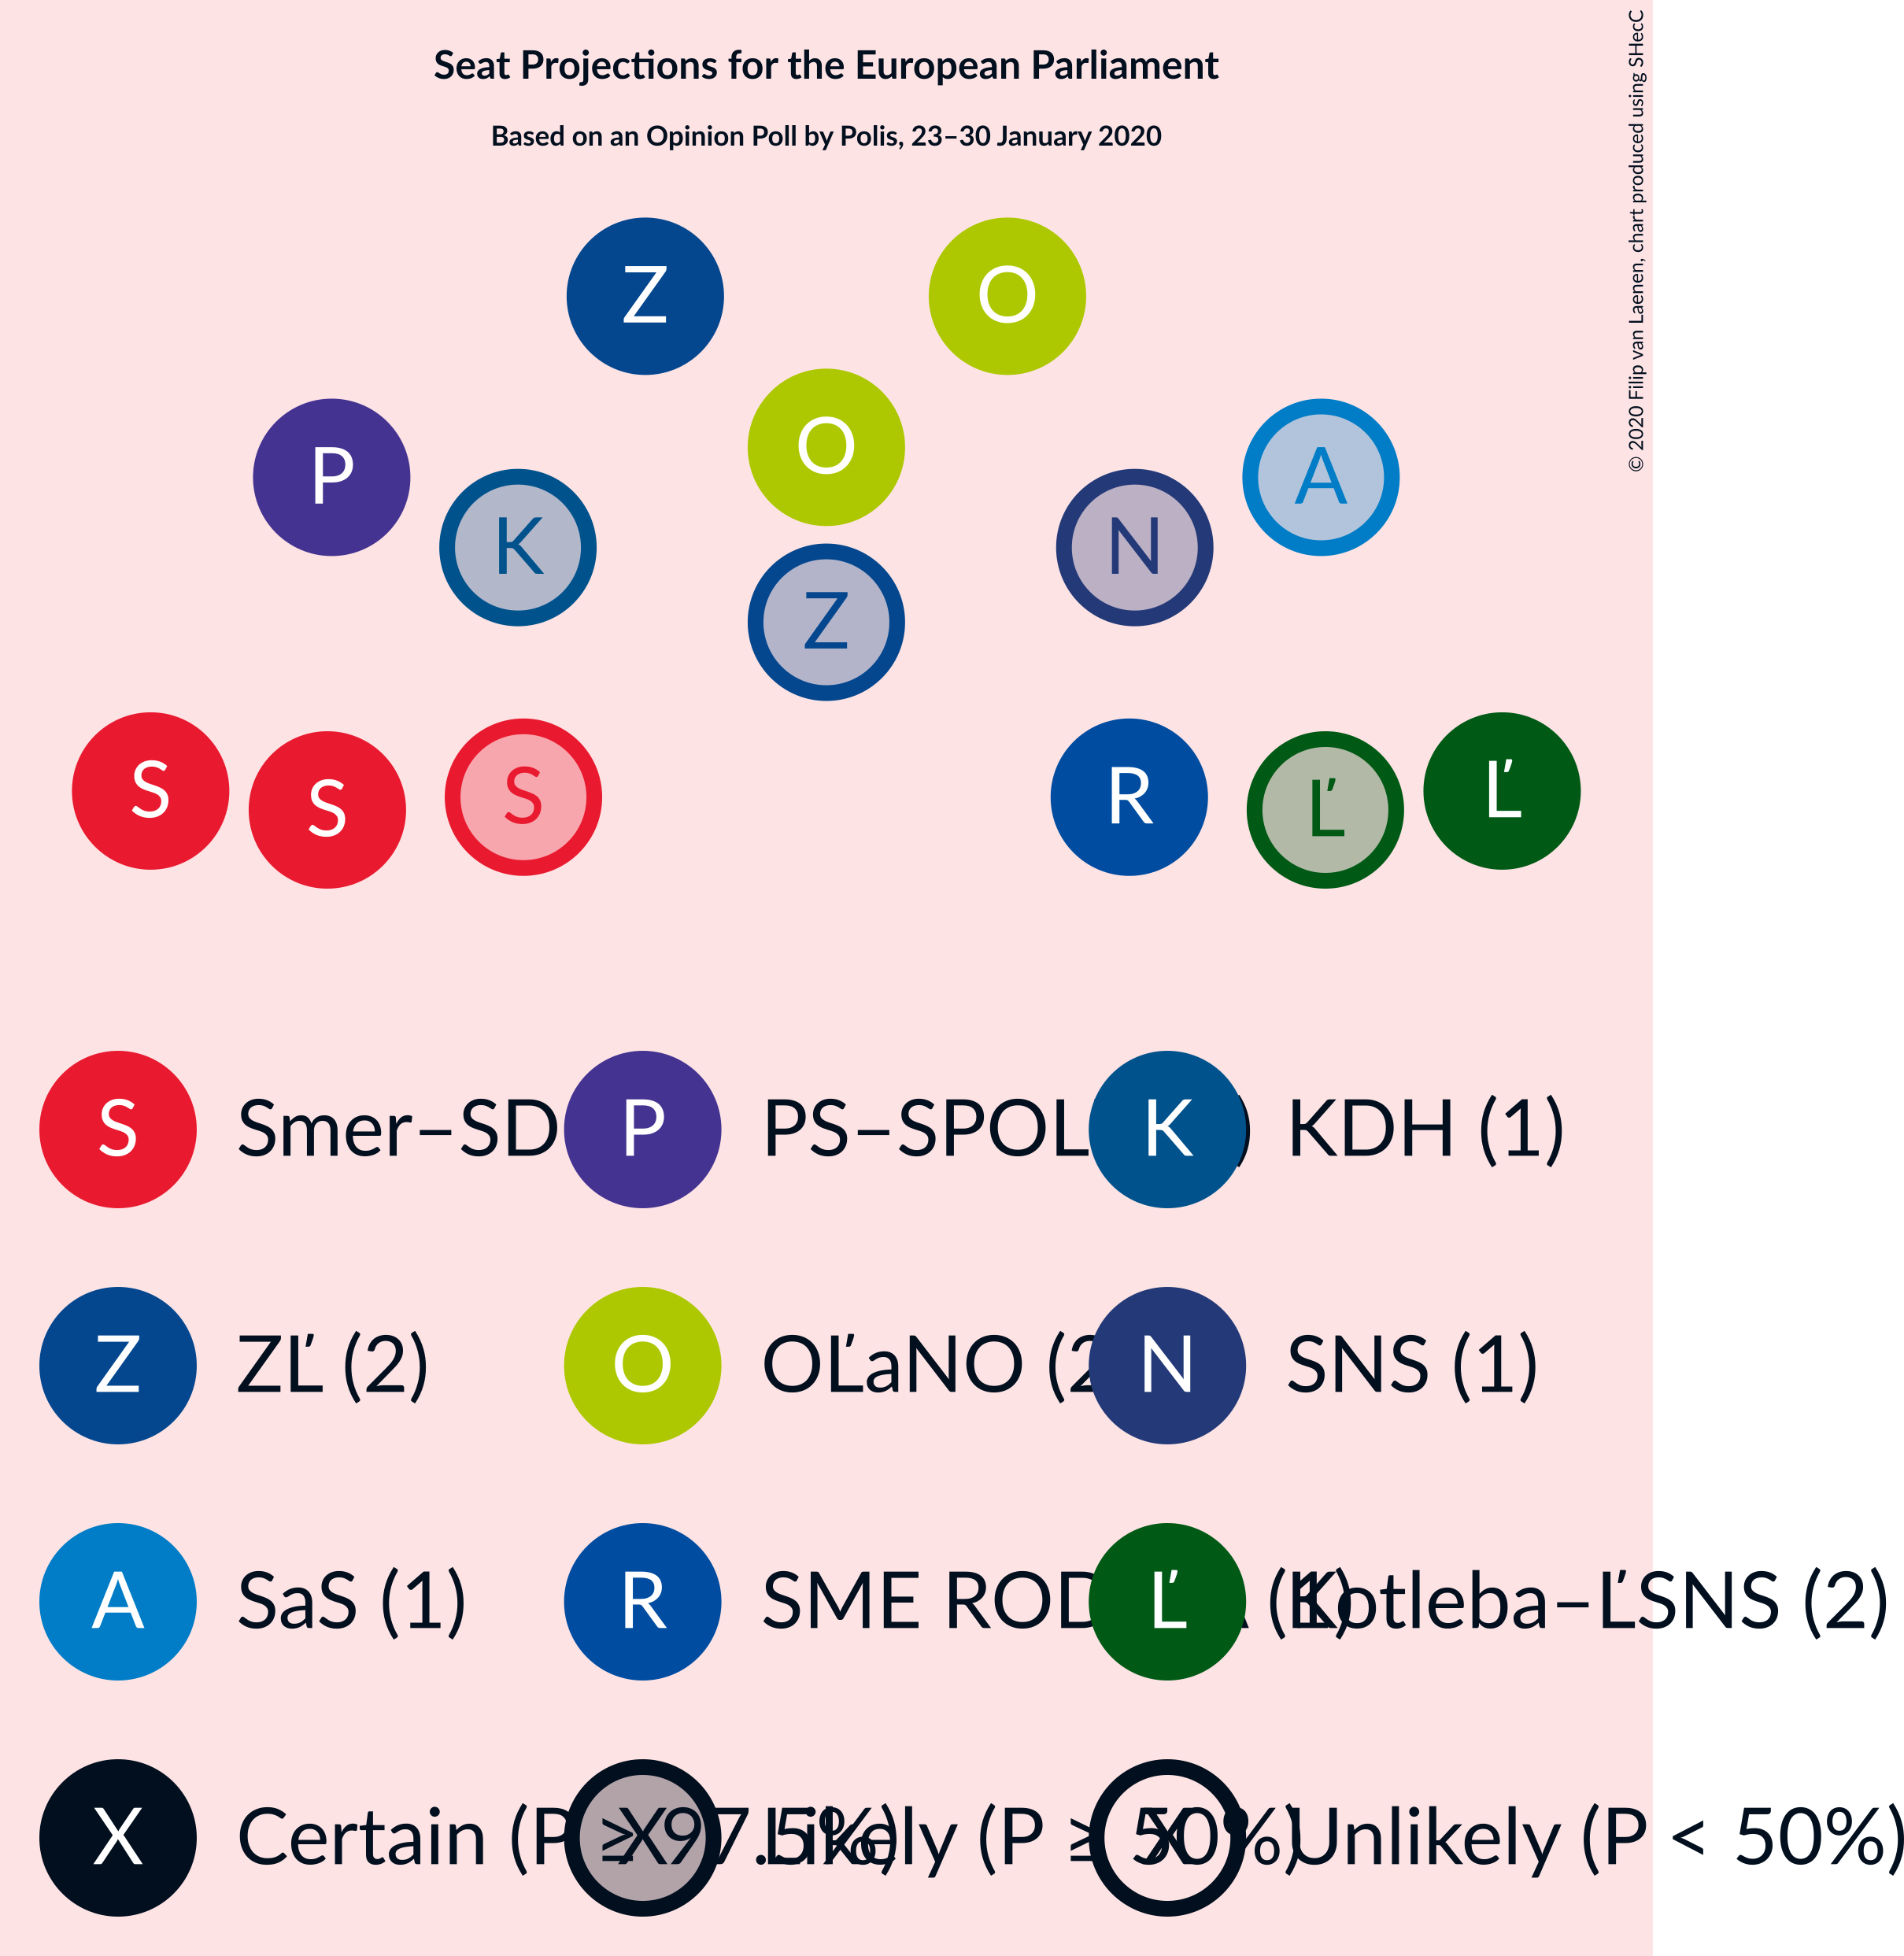 Seat Projections for the European Parliament
Based on an Opinion Poll by Polis, 23–30 January 2020
© 2020 Filip van Laenen, chart produced using SHecC
Z O
O
P A
K N
Z
S S S R Ľ Ľ
S Smer–SD P PS–SPOL K KDH (1)
Z ZĽ (2) O OĽaNO (2 N SNS (1)
A SaS (1) R SME Ľ Kotleba–ĽSNS (2)
X Certain (P ≥ 97.5%) X Likely (P ≥ 50%) X Unlikely (P < 50%)